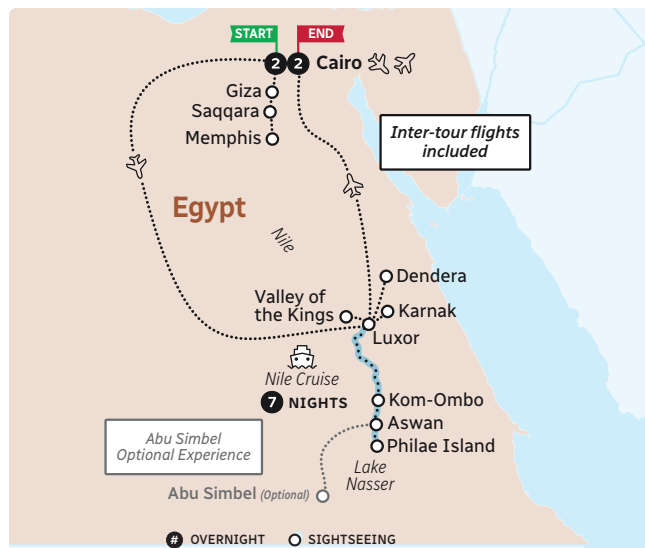 START
END
2
2
Cairo
Giza
Saqqara
Memphis
Inter-tour flights
included
Egypt
Nile
Dendera
Valley of
the Kings
Karnak
Luxor
Nile Cruise
7 NIGHTS
Kom-Ombo
Aswan
Abu Simbel
Optional Experience
Philae Island
Lake
Nasser
Abu Simbel (Optional)
# OVERNIGHT
SIGHTSEEING